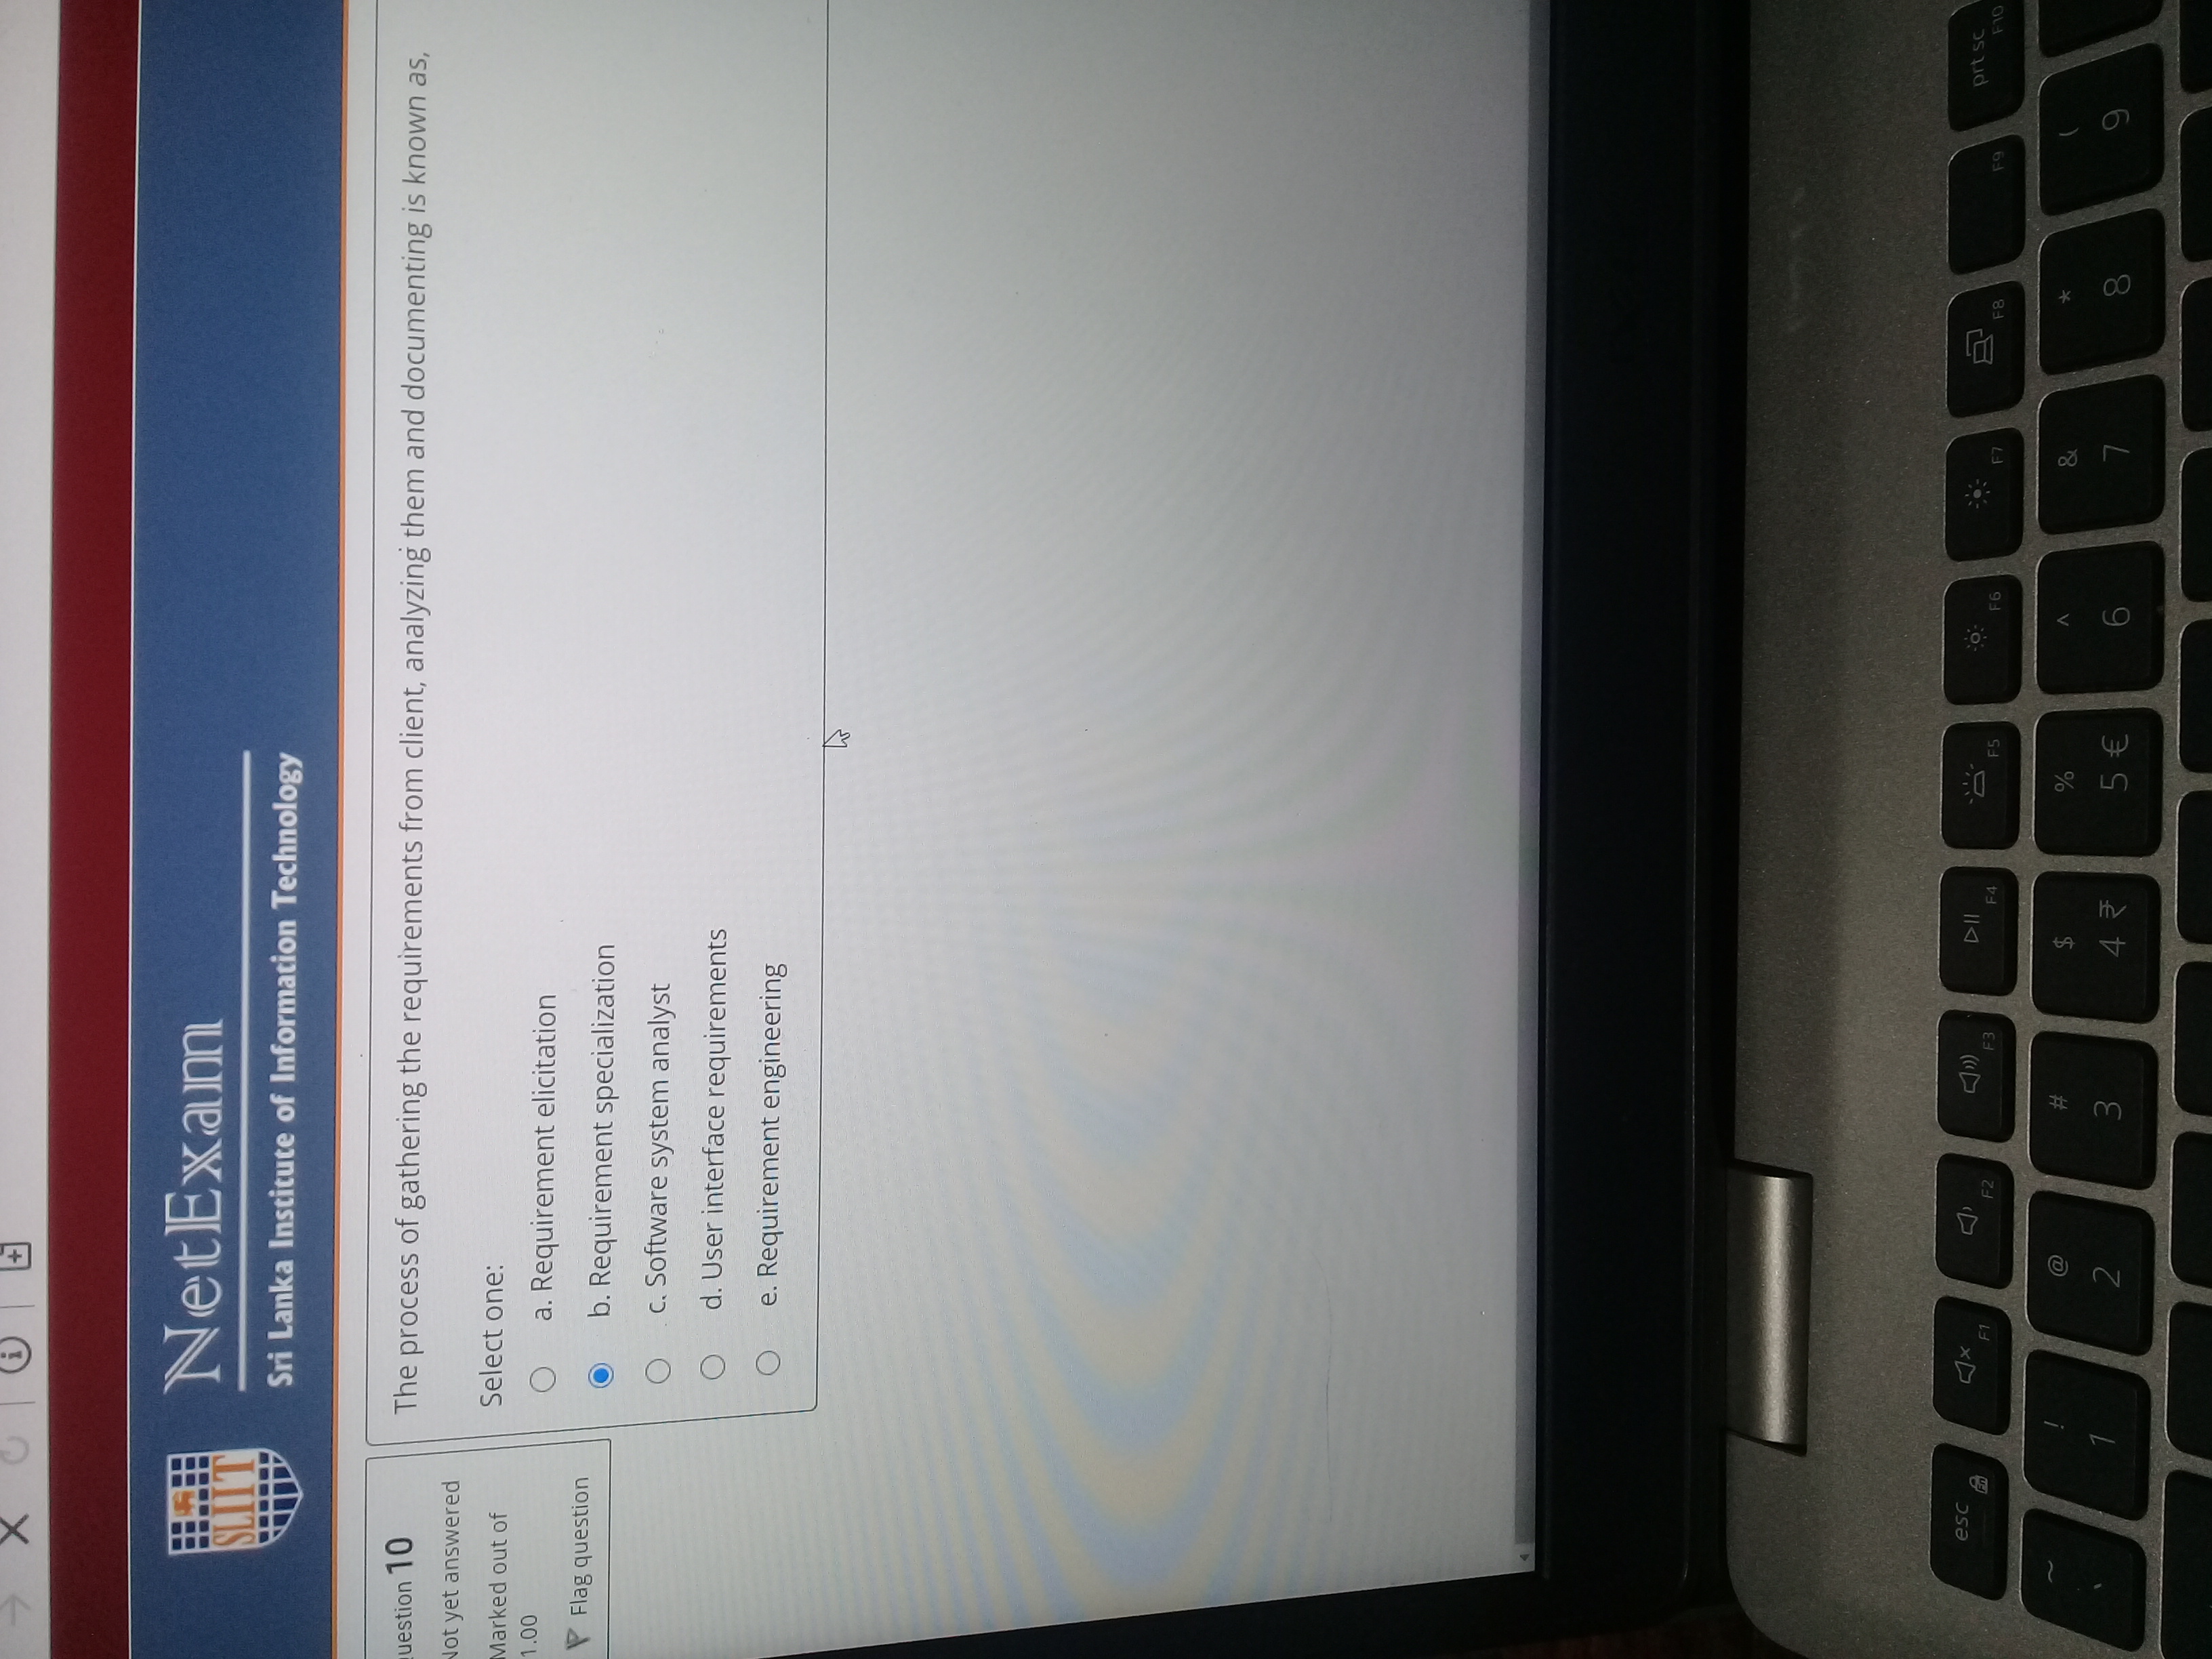 SLIIT
NetExam
Sri Lanka Institute of Information Technology
uestion 10
Not yet answered
Marked out of
1.00
Flag question
The process of gathering the requirements from client, analyzing them and documenting is known as,
Select one:
a. Requirement elicitation
b. Requirement specialization
c. Software system analyst
d. User interface requirements
e. Requirement engineering
esc Fn F1 F2 F3 F4 F5 F6 F7 F8 F9 prt sc F10
~ ! @ # $ % ^ & * (
` 1 2 3 4 ₹ 5 € 6 7 8 9